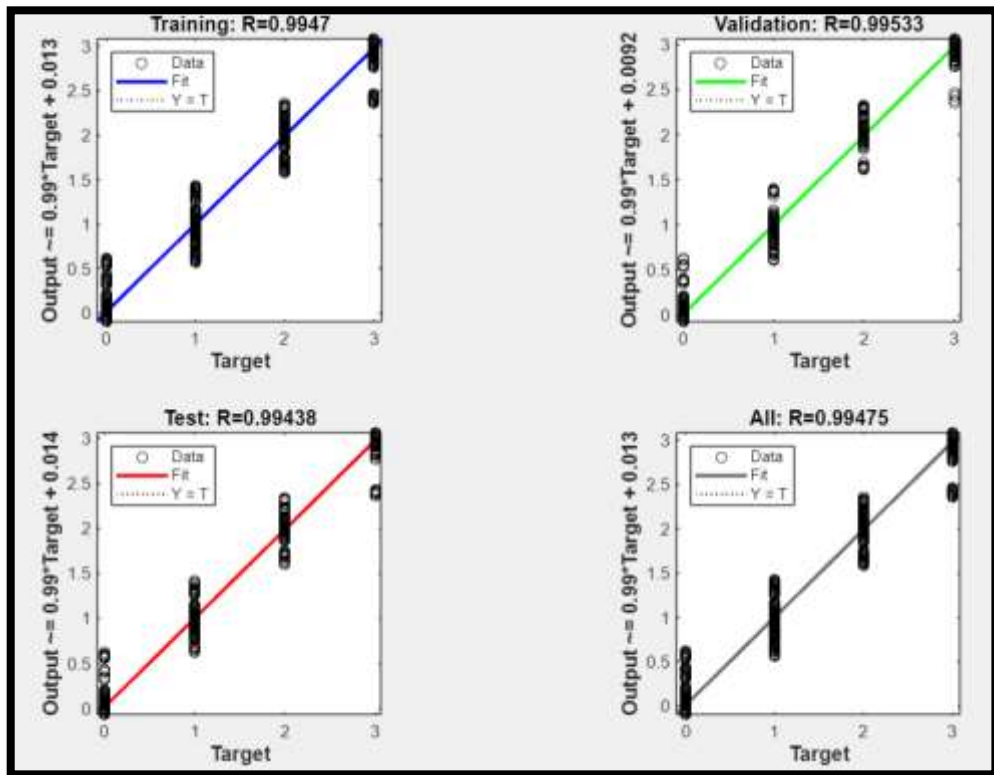 Training: R=0.9947
Output ~= 0.99*Target + 0.013
3
2.5
2
1.5
1
0.5
0
Data
Fit
Y = T
0 1 2 3
Target
Validation: R=0.99533
Output ~= 0.99*Target + 0.0092
3
2.5
2
1.5
1
0.5
0
Data
Fit
Y = T
0 1 2 3
Target
Test: R=0.99438
Output ~= 0.99*Target + 0.014
3
2.5
2
1.5
1
0.5
0
Data
Fit
Y = T
0 1 2 3
Target
All: R=0.99475
Output ~= 0.99*Target + 0.013
3
2.5
2
1.5
1
0.5
0
Data
Fit
Y = T
0 1 2 3
Target